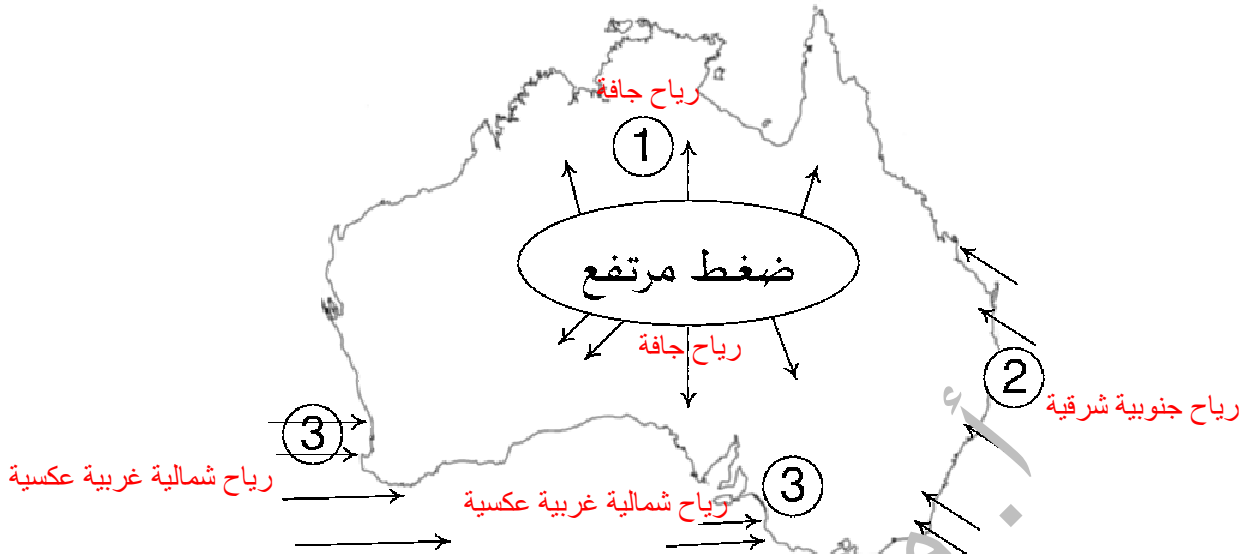 رياح جافة
1
ضغط مرتفع
رياح جافة
2
رياح جنوبية شرقية
3
رياح شمالية غربية عكسية
3
رياح شمالية غربية عكسية